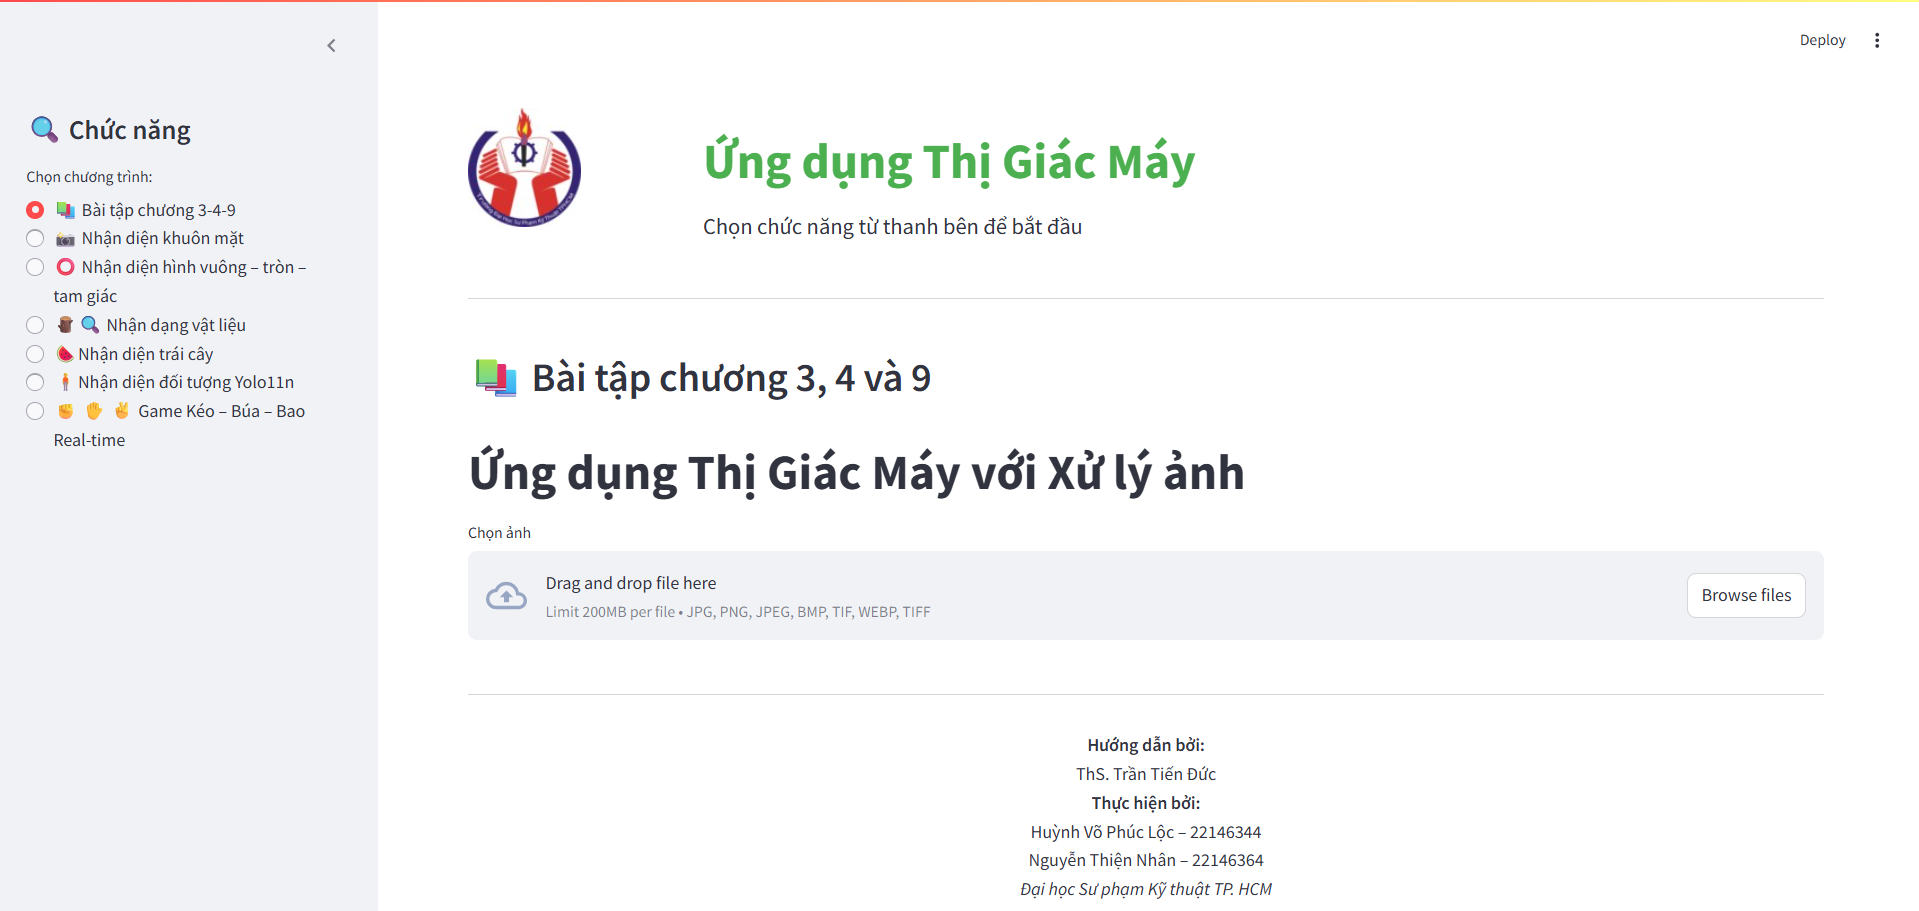 Deploy
🔍 Chức năng
Chọn chương trình:
📚 Bài tập chương 3-4-9
📷 Nhận diện khuôn mặt
⭕ Nhận diện hình vuông – tròn –
tam giác
🪵 🔍 Nhận dạng vật liệu
🍉 Nhận diện trái cây
🧍 Nhận diện đối tượng Yolo11n
✊ ✋ ✌ Game Kéo – Búa – Bao
Real-time
Ứng dụng Thị Giác Máy
Chọn chức năng từ thanh bên để bắt đầu
📚 Bài tập chương 3, 4 và 9
Ứng dụng Thị Giác Máy với Xử lý ảnh
Chọn ảnh
Drag and drop file here
Limit 200MB per file • JPG, PNG, JPEG, BMP, TIF, WEBP, TIFF
Browse files
Hướng dẫn bởi:
ThS. Trần Tiến Đức
Thực hiện bởi:
Huỳnh Võ Phúc Lộc – 22146344
Nguyễn Thiện Nhân – 22146364
Đại học Sư phạm Kỹ thuật TP. HCM